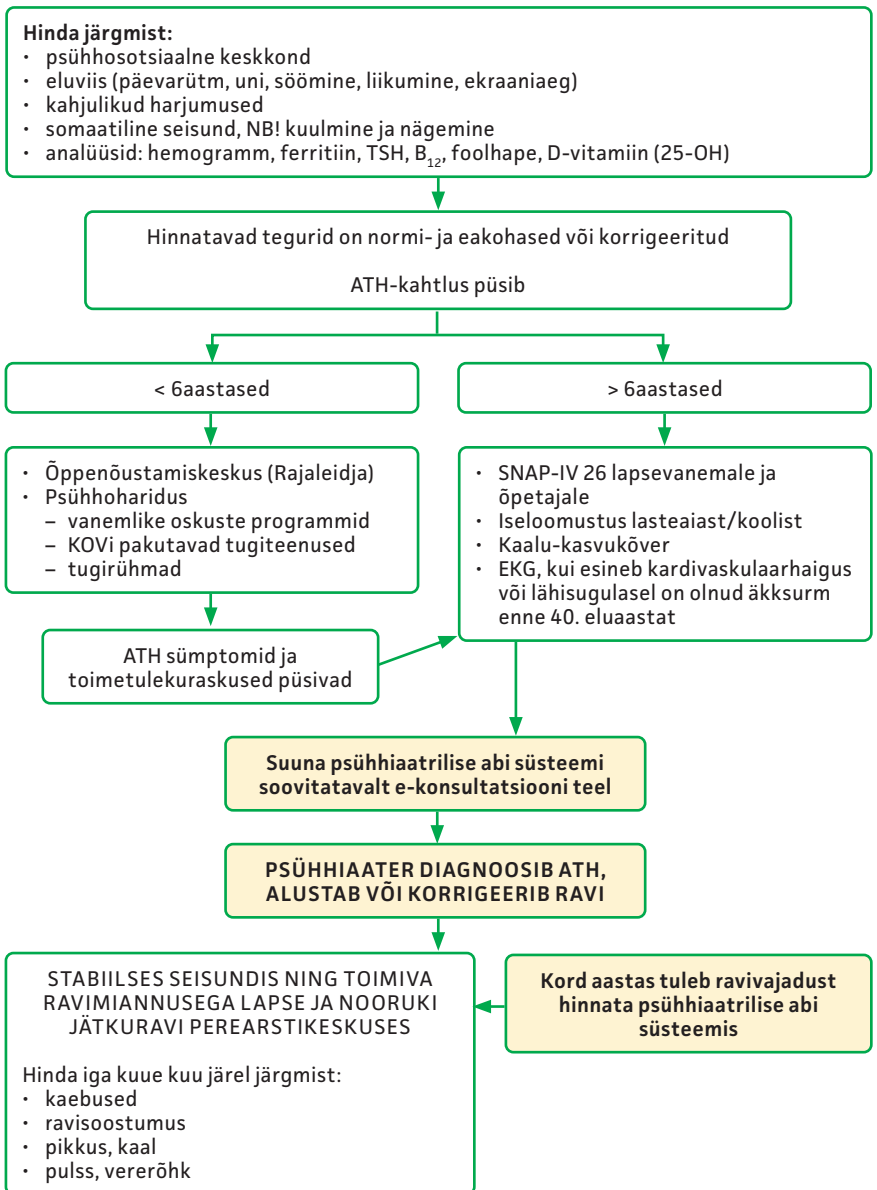 Hinda järgmist:
· psühhosotsiaalne keskkond
· eluviis (päevarütm, uni, söömine, liikumine, ekraaniaeg)
· kahjulikud harjumused
· somaatiline seisund, NB! kuulmine ja nägemine
· analüüsid: hemogramm, ferritiin, TSH, B₁₂, foolhape, D-vitamiin (25-OH)
Hinnatavad tegurid on normi- ja eakohased või korrigeeritud
ATH-kahtlus püsib
< 6aastased
> 6aastased
· Õppenõustamiskeskus (Rajaleidja)
· Psühhoharidus
– vanemlike oskuste programmid
– KOVi pakutavad tugiteenused
– tugirühmad
· SNAP-IV 26 lapsevanemale ja
õpetajale
· Iseloomustus lasteaiast/koolist
· Kaalu-kasvukõver
· EKG, kui esineb kardivaskulaarhaigus
või lähisugulasel on olnud äkksurm
enne 40. eluaastat
ATH sümptomid ja
toimetulekuraskused püsivad
Suuna psühhiaatrilise abi süsteemi
soovitatavalt e-konsultatsiooni teel
PSÜHHIAATER DIAGNOOSIB ATH,
ALUSTAB VÕI KORRIGEERIB RAVI
STABIILSES SEISUNDIS NING TOIMIVA
RAVIMIANNUSEGA LAPSE JA NOORUKI
JÄTKURAVI PEREARSTIKESKUSES
Hinda iga kuue kuu järel järgmist:
· kaebused
· ravisoostumus
· pikkus, kaal
· pulss, vererõhk
Kord aastas tuleb ravivajadust
hinnata psühhiaatrilise abi
süsteemis